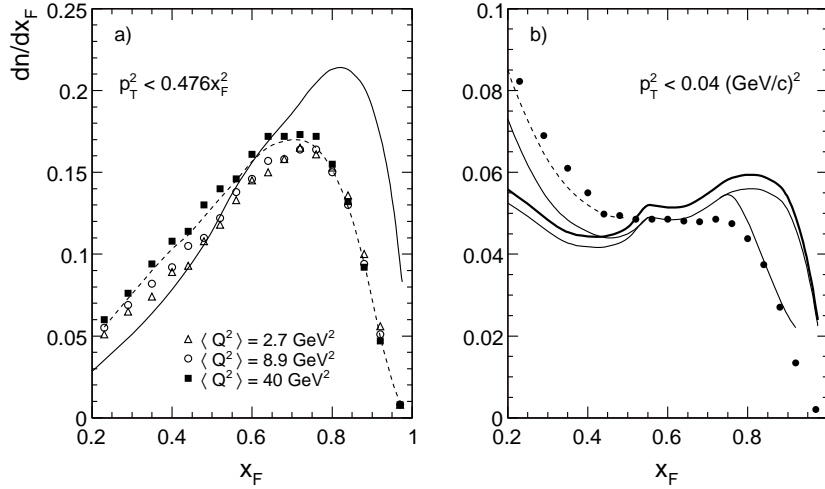 dn/dx_F
0.25
0.2
0.15
0.1
0.05
0
a)
p_T^2 < 0.476x_F^2
⟨ Q^2 ⟩ = 2.7 GeV^2
⟨ Q^2 ⟩ = 8.9 GeV^2
⟨ Q^2 ⟩ = 40 GeV^2
0.2 0.4 0.6 0.8 1
x_F
0.1
0.08
0.06
0.04
0.02
0
b)
p_T^2 < 0.04 (GeV/c)^2
0.2 0.4 0.6 0.8
x_F